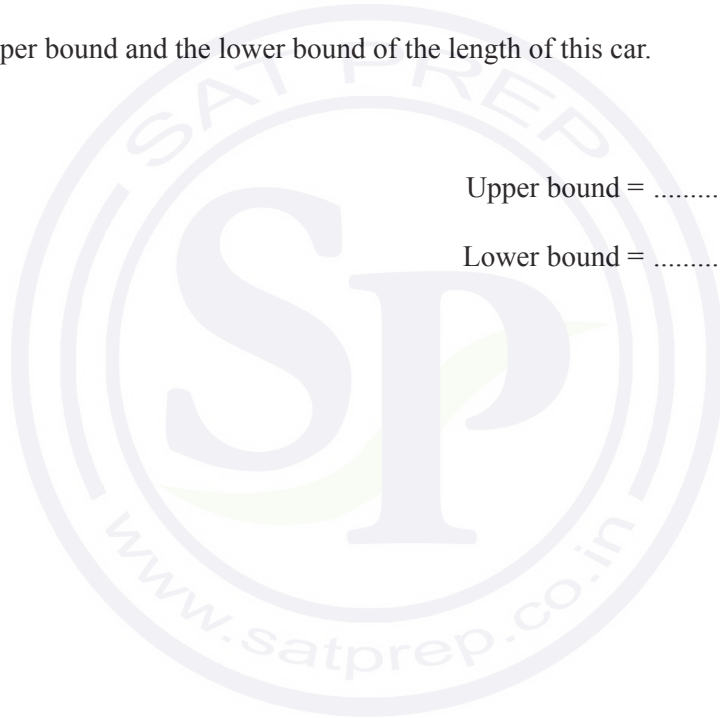 per bound and the lower bound of the length of this car.
SAT PREP
Upper bound = .........
Lower bound = .........
SP
www.satprep.co.in